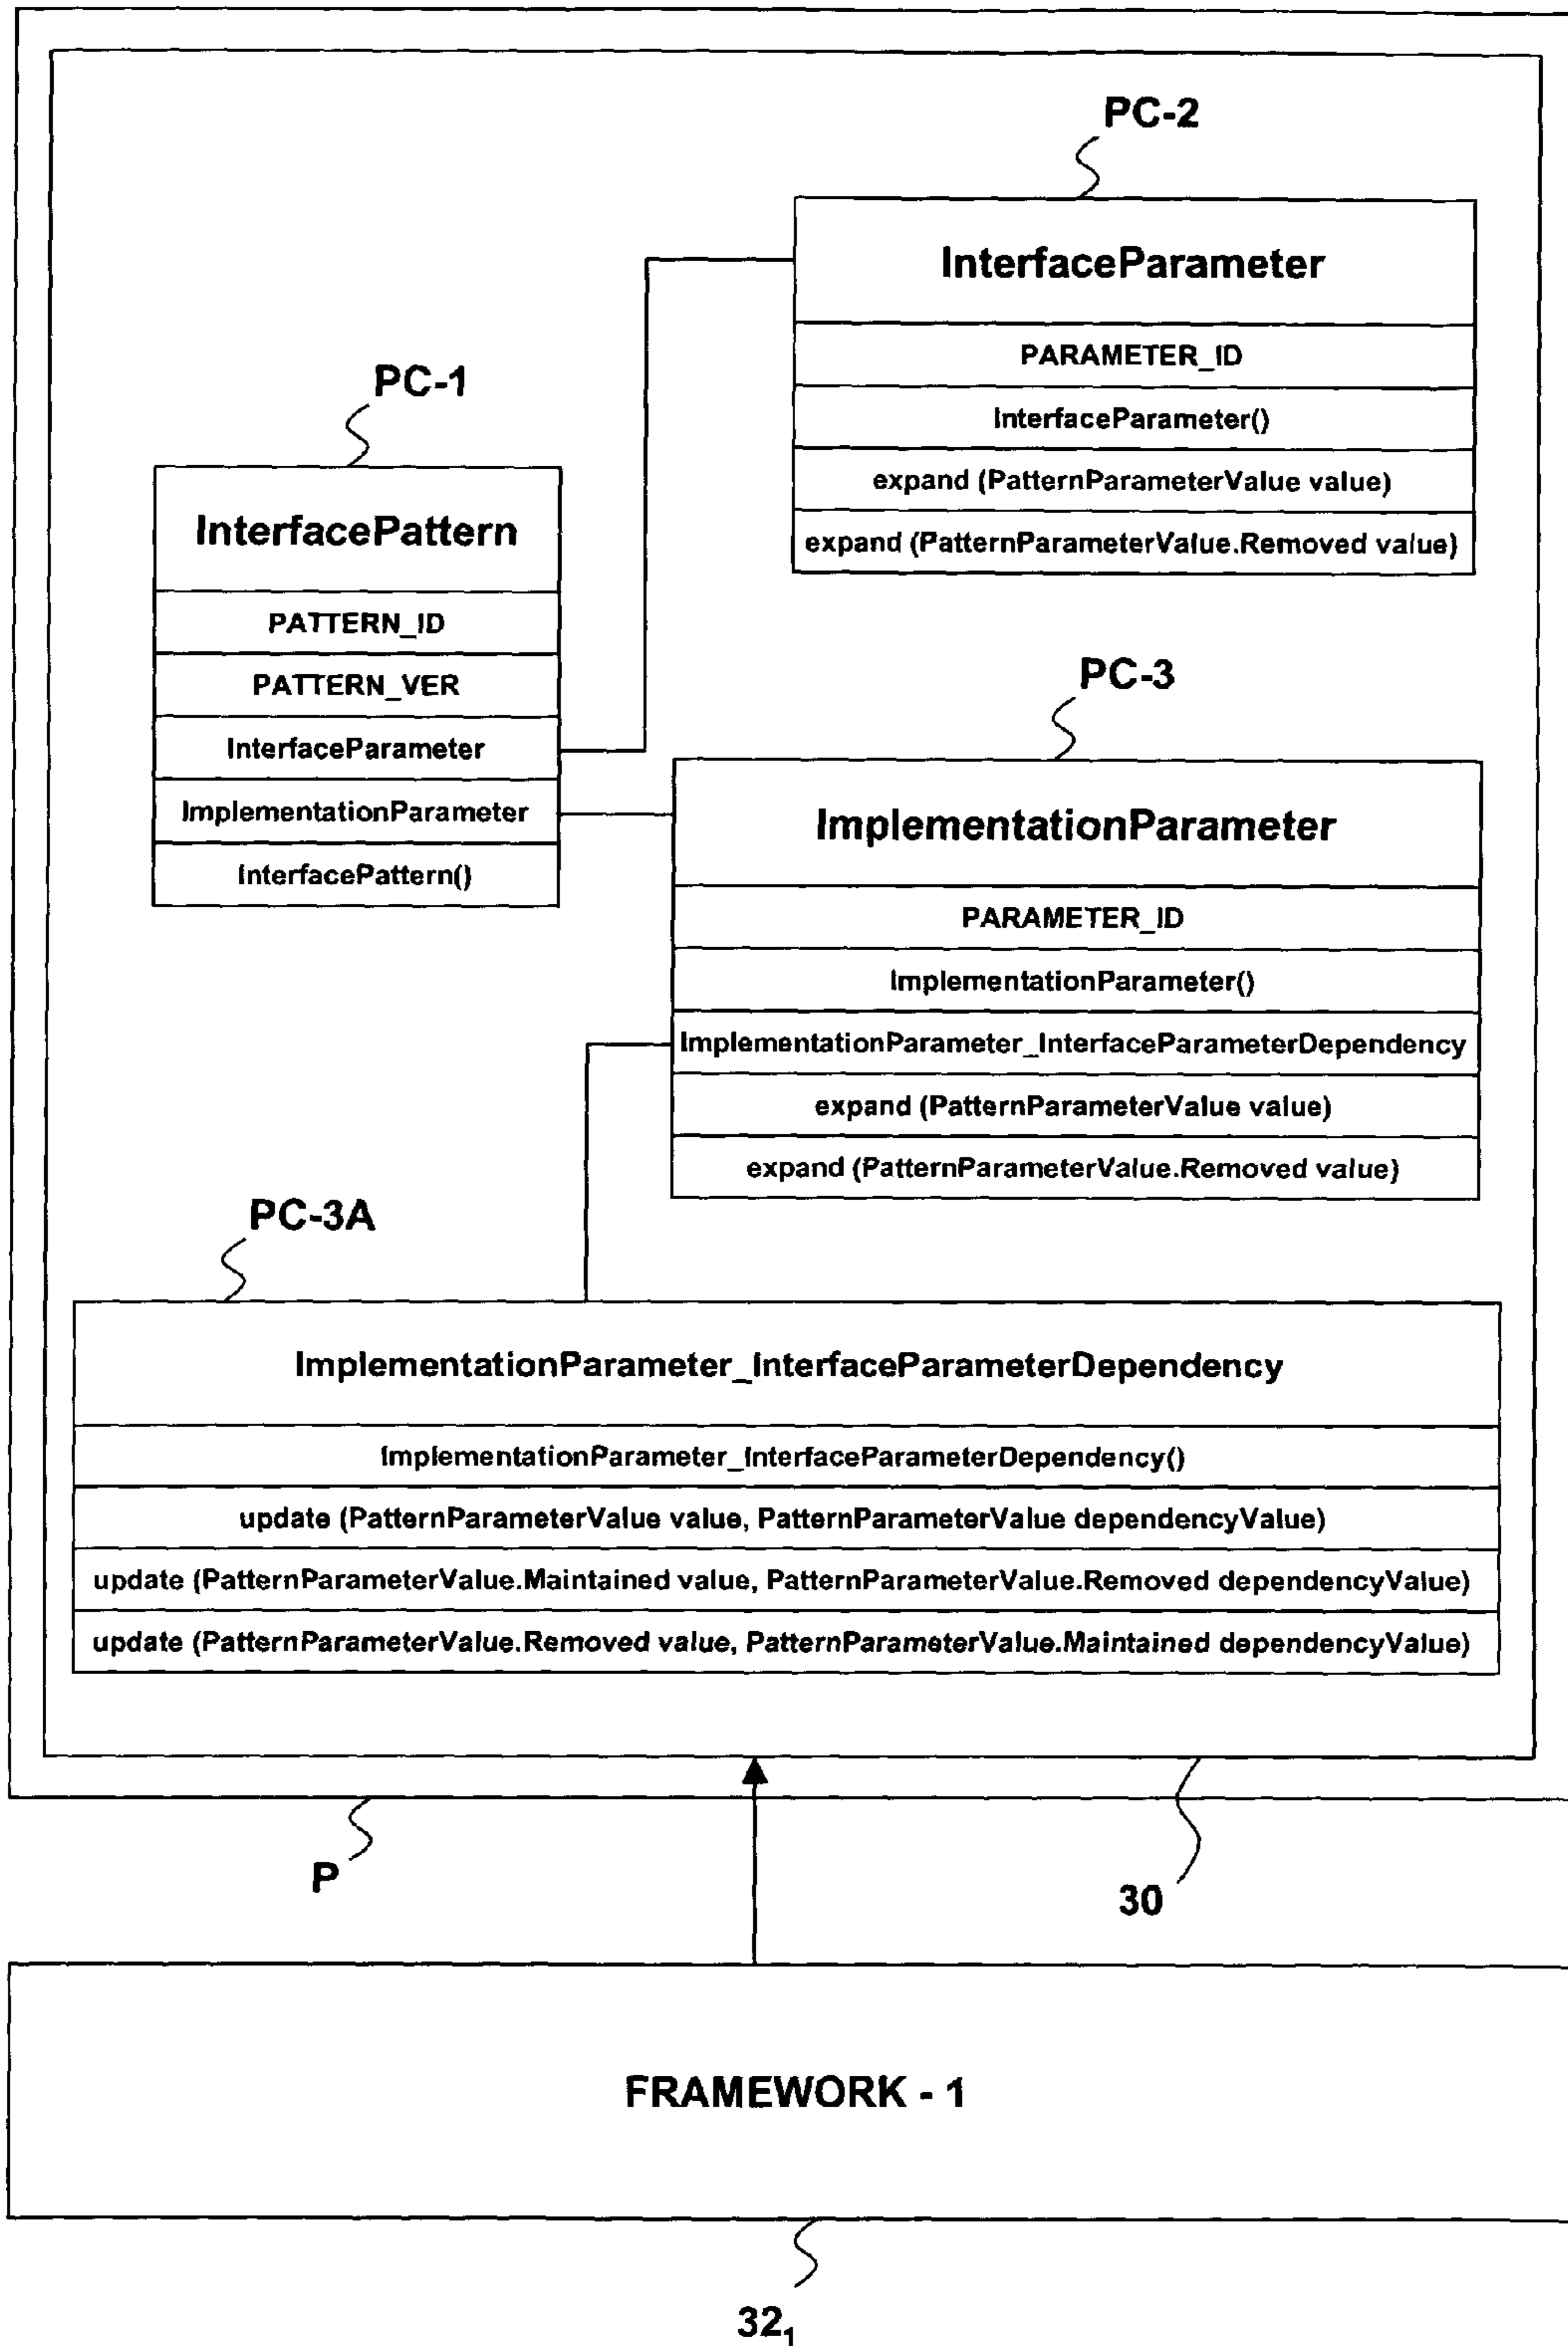 PC-2
InterfaceParameter
PARAMETER_ID
InterfaceParameter()
expand (PatternParameterValue value)
expand (PatternParameterValue.Removed value)
PC-1
InterfacePattern
PATTERN_ID
PATTERN_VER
InterfaceParameter
ImplementationParameter
InterfacePattern()
PC-3
ImplementationParameter
PARAMETER_ID
ImplementationParameter()
ImplementationParameter_InterfaceParameterDependency
expand (PatternParameterValue value)
expand (PatternParameterValue.Removed value)
PC-3A
ImplementationParameter_InterfaceParameterDependency
ImplementationParameter_InterfaceParameterDependency()
update (PatternParameterValue value, PatternParameterValue dependencyValue)
update (PatternParameterValue.Maintained value, PatternParameterValue.Removed dependencyValue)
update (PatternParameterValue.Removed value, PatternParameterValue.Maintained dependencyValue)
P
30
FRAMEWORK - 1
32₁